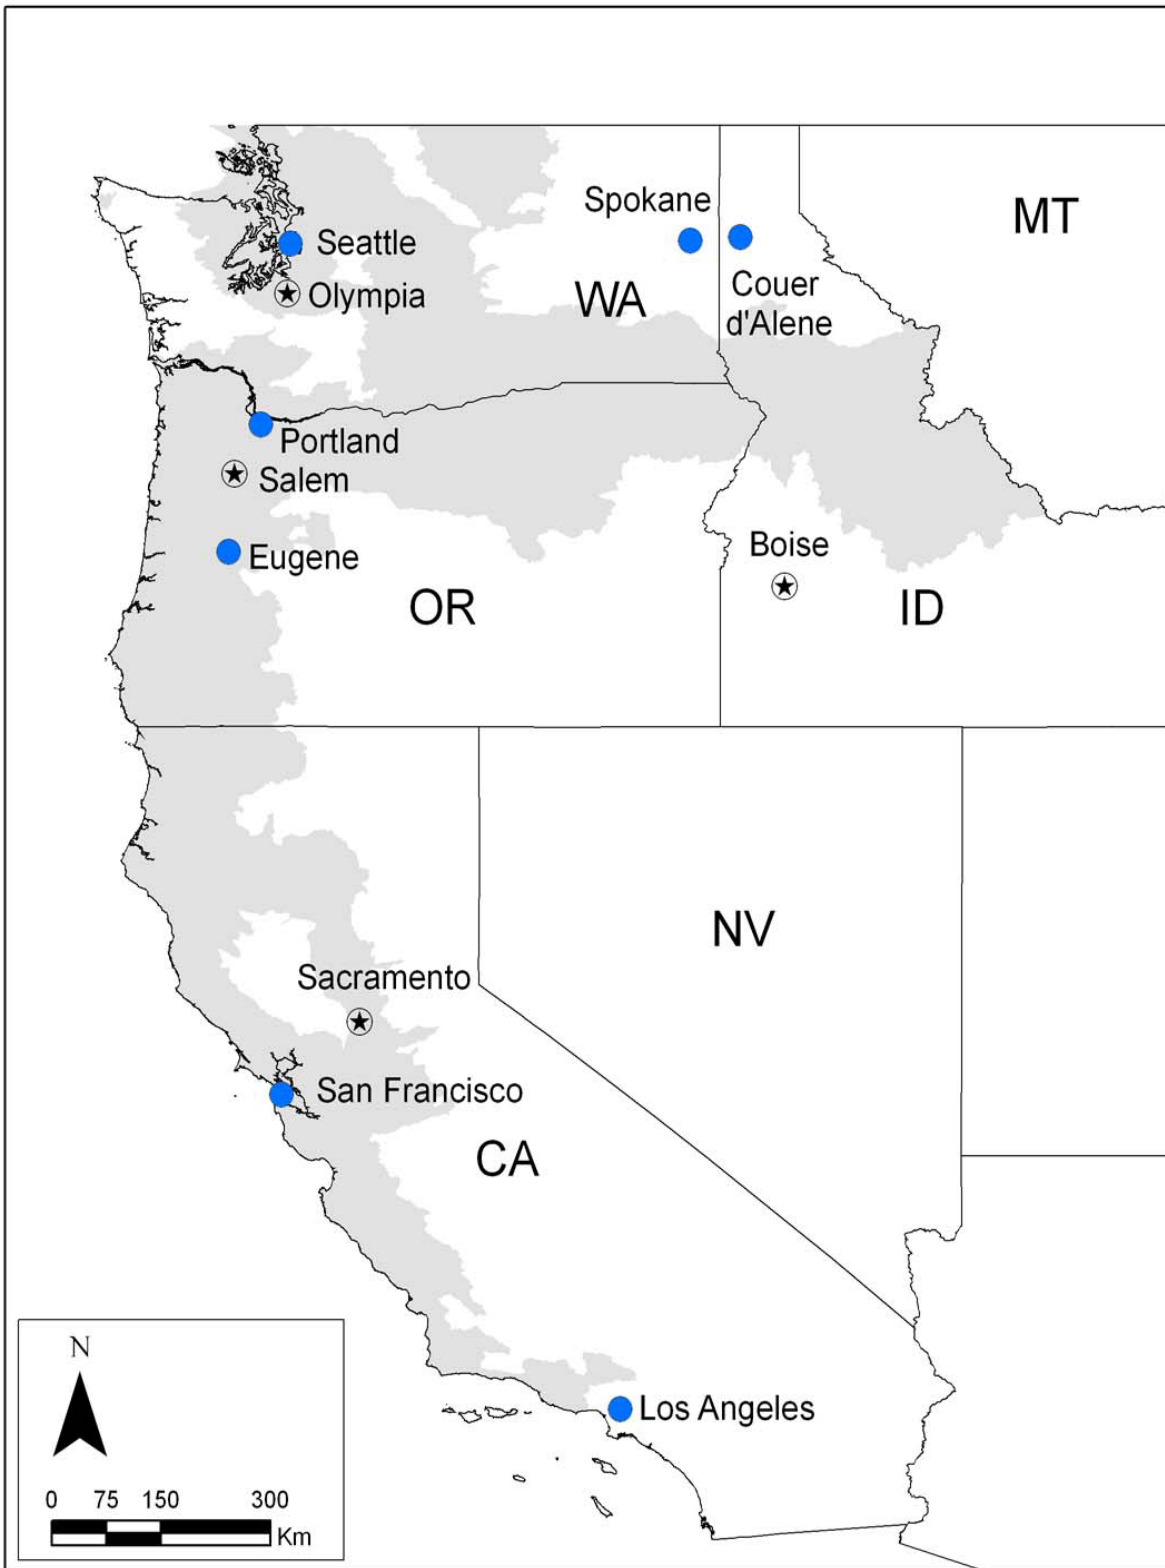 MT
Spokane
Seattle
Olympia
WA
Couer
d'Alene
Portland
Salem
Boise
Eugene
OR
ID
NV
Sacramento
San Francisco
CA
Los Angeles
N
0 75 150 300
Km